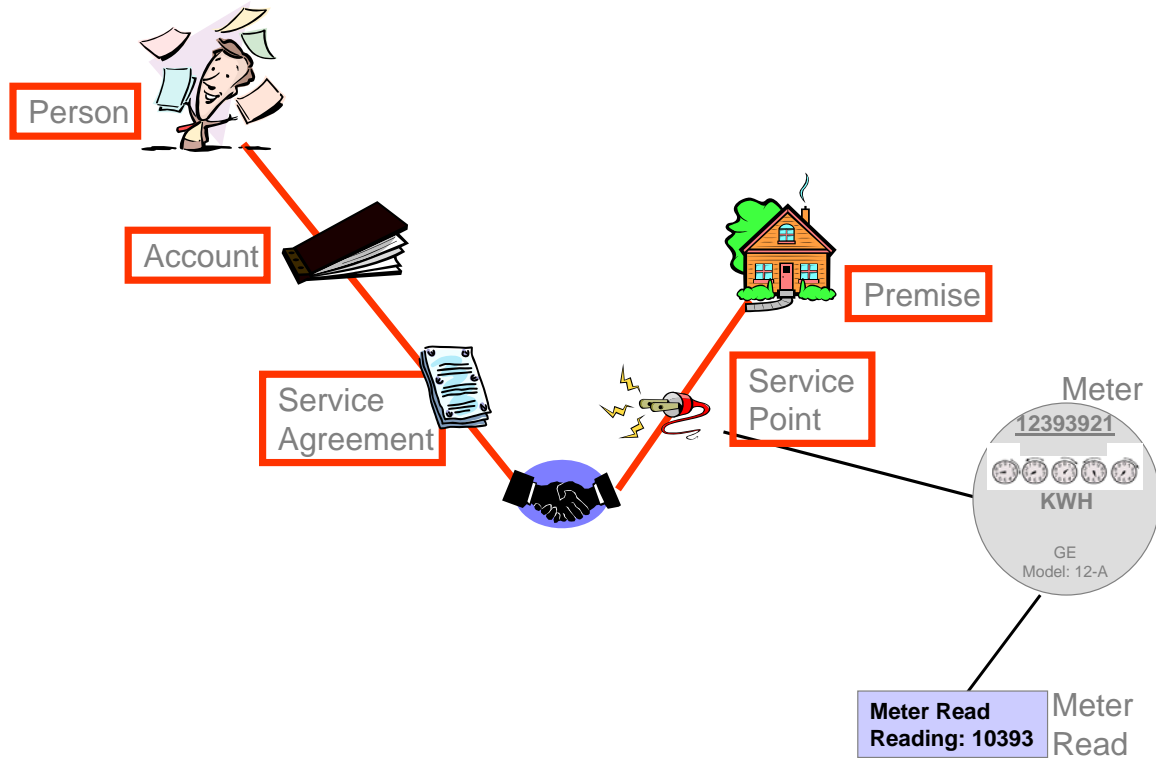 Person
Account
Premise
Service
Agreement
Service
Point
Meter
12393921
KWH
GE
Model: 12-A
Meter Read
Reading: 10393
Meter
Read